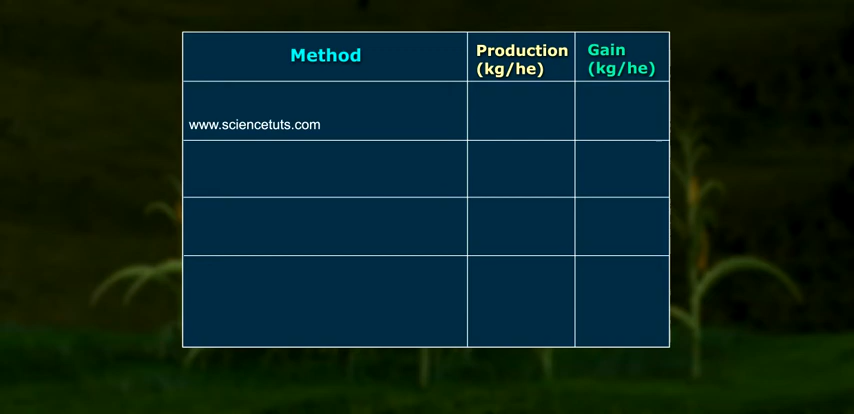 Method
Production
(kg/he)
Gain
(kg/he)
www.sciencetuts.com